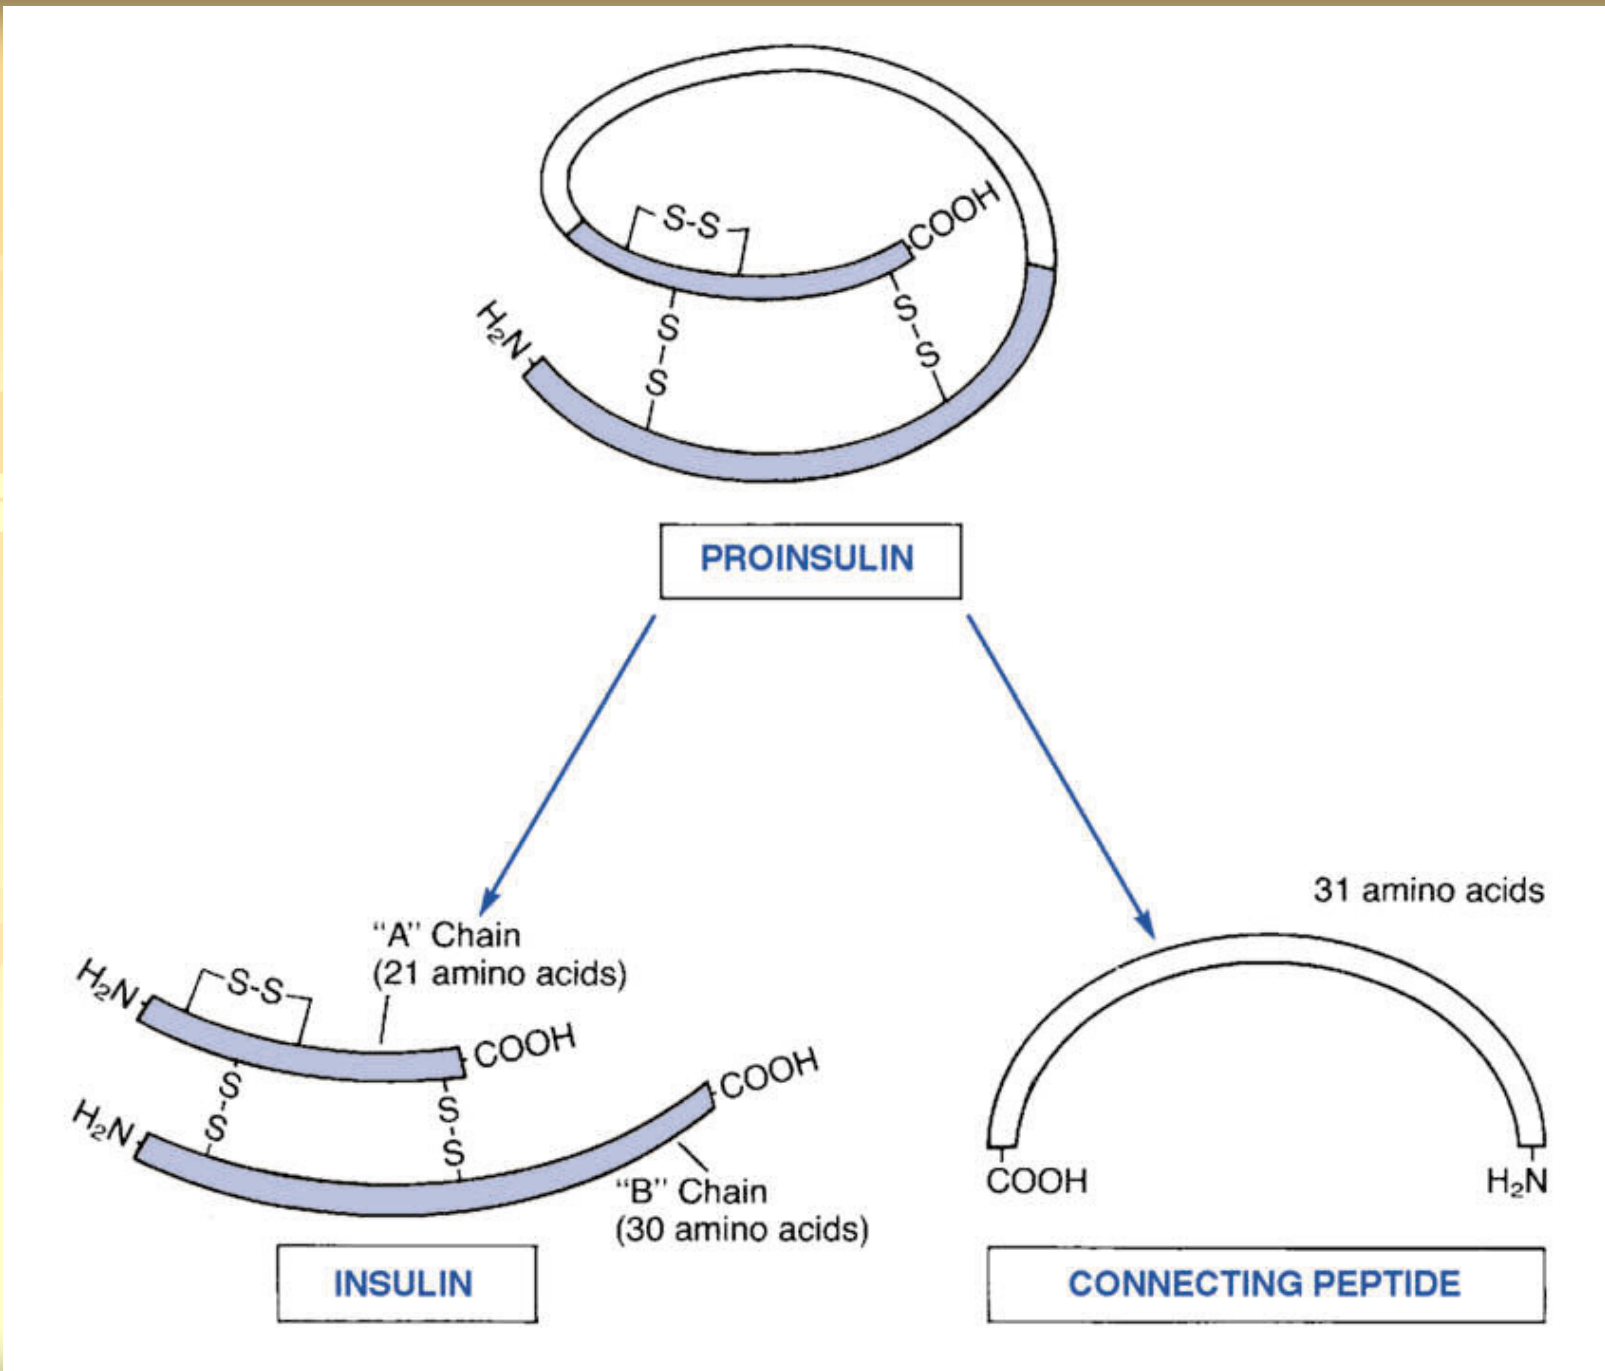 S-S
COOH
H₂N
S
S
S
S
PROINSULIN
31 amino acids
“A” Chain
(21 amino acids)
H₂N
S-S
COOH
COOH
S
S
S
S
H₂N
“B” Chain
(30 amino acids)
COOH
H₂N
INSULIN
CONNECTING PEPTIDE